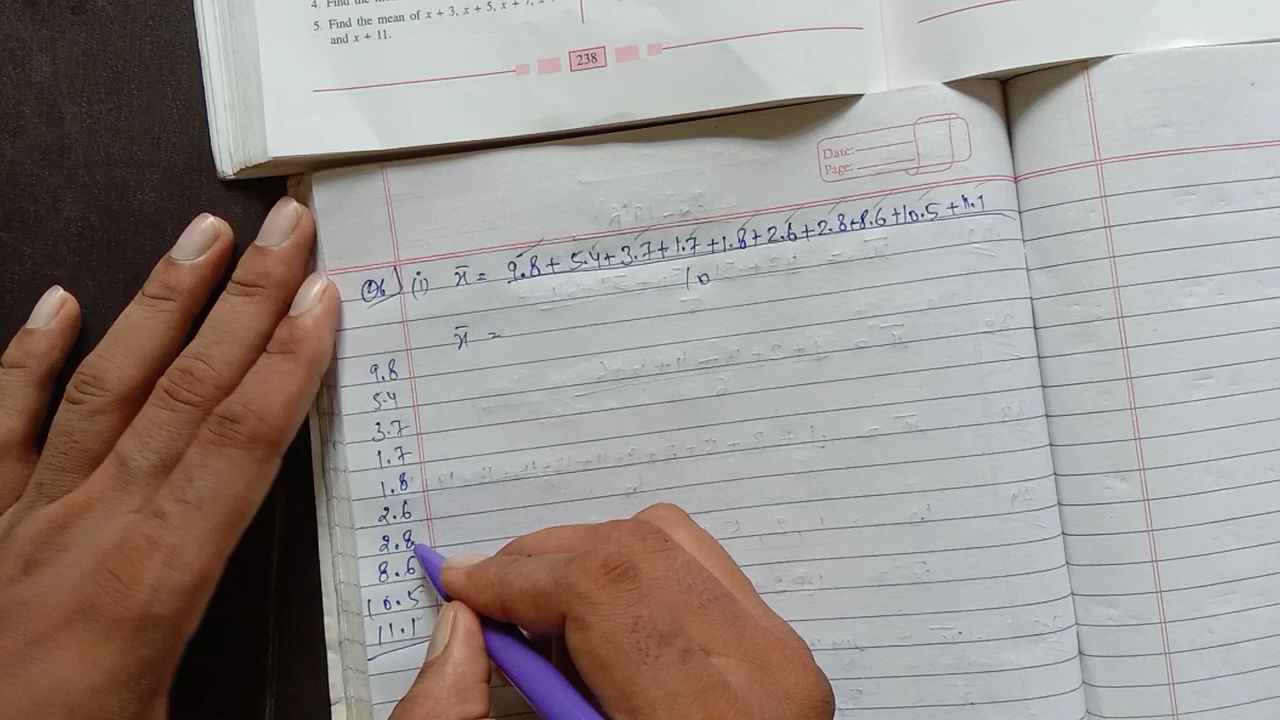 5. Find the mean of x + 3, x + 5, x + 7,
and x + 11.
238
Date:
Page:
Q6) (i) x̄ = 9.8 + 5.4 + 3.7 + 1.7 + 1.8 + 2.6 + 2.8 + 8.6 + 10.5 + 11.1
10
x̄ =
9.8
5.4
3.7
1.7
1.8
2.6
2.8
8.6
10.5
11.1